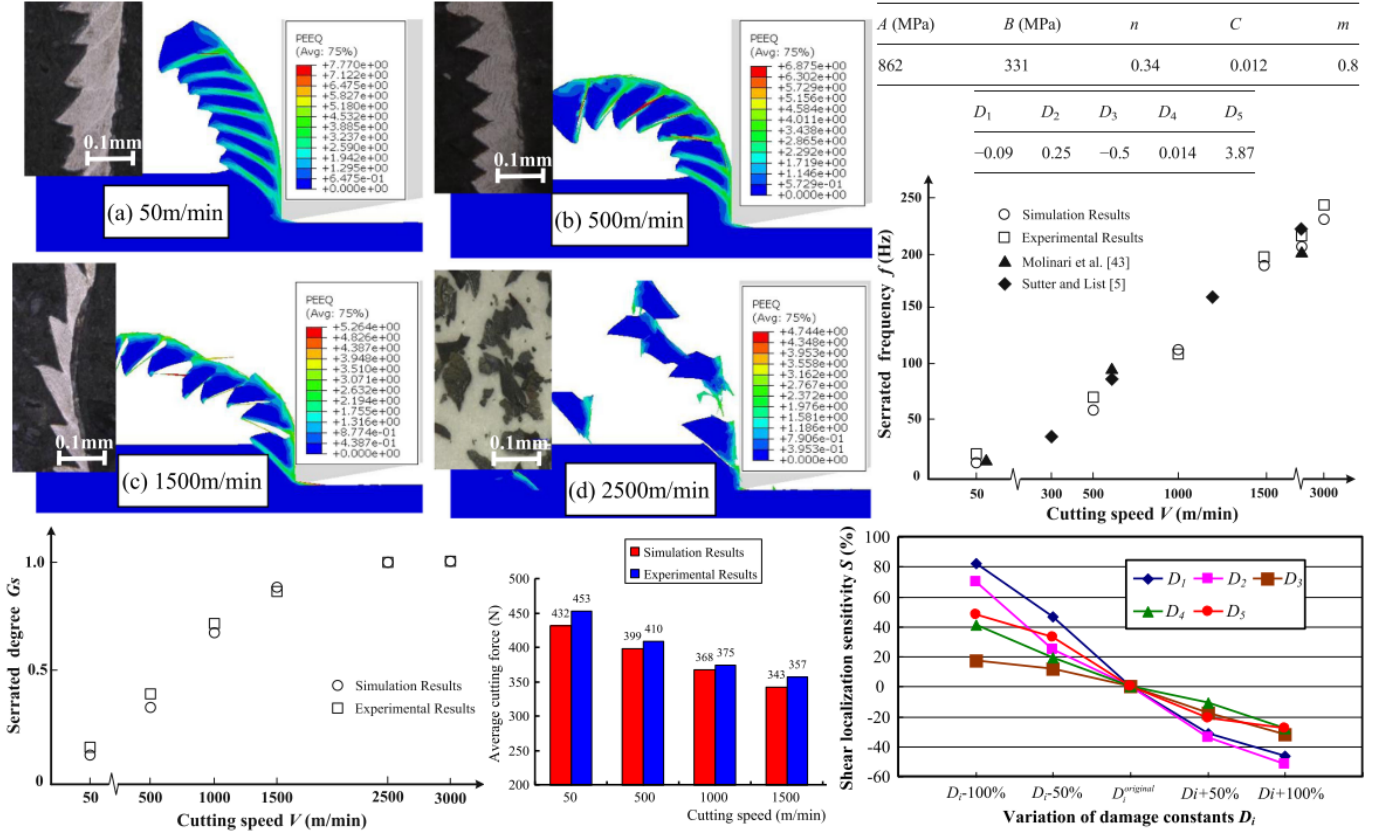 PEEQ
(Avg: 75%)
+7.770e+00
+7.122e+00
+6.475e+00
+5.827e+00
+5.180e+00
+4.532e+00
+3.885e+00
+3.237e+00
+2.590e+00
+1.942e+00
+1.295e+00
+6.475e-01
+0.000e+00
0.1mm
(a) 50m/min
PEEQ
(Avg: 75%)
+6.875e+00
+6.302e+00
+5.729e+00
+5.156e+00
+4.584e+00
+4.011e+00
+3.438e+00
+2.865e+00
+2.292e+00
+1.719e+00
+1.146e+00
+5.729e-01
+0.000e+00
0.1mm
(b) 500m/min
A (MPa) B (MPa) n C m
862 331 0.34 0.012 0.8
D1 D2 D3 D4 D5
−0.09 0.25 −0.5 0.014 3.87
PEEQ
(Avg: 75%)
+5.264e+00
+4.826e+00
+4.387e+00
+3.948e+00
+3.510e+00
+3.071e+00
+2.632e+00
+2.194e+00
+1.755e+00
+1.316e+00
+8.774e-01
+4.387e-01
+0.000e+00
0.1mm
(c) 1500m/min
PEEQ
(Avg: 75%)
+4.744e+00
+4.348e+00
+3.953e+00
+3.558e+00
+3.162e+00
+2.767e+00
+2.372e+00
+1.976e+00
+1.581e+00
+1.186e+00
+7.906e-01
+3.953e-01
+0.000e+00
0.1mm
(d) 2500m/min
Serrated frequency f (Hz)
250
200
150
100
50
0
Simulation Results
Experimental Results
Molinari et al. [43]
Sutter and List [5]
50 300 500 1000 1500 3000
Cutting speed V (m/min)
Serrated degree Gs
1.0
0.5
0
Simulation Results
Experimental Results
50 500 1000 1500 2500 3000
Cutting speed V (m/min)
Simulation Results
Experimental Results
Average cutting force (N)
500
450
400
350
300
250
200
432 453
399 410
368 375
343 357
50 500 1000 1500
Cutting speed (m/min)
Shear localization sensitivity S (%)
100
80
60
40
20
0
-20
-40
-60
D1 D2 D3
D4 D5
Di-100% Di-50% Di original Di+50% Di+100%
Variation of damage constants Di